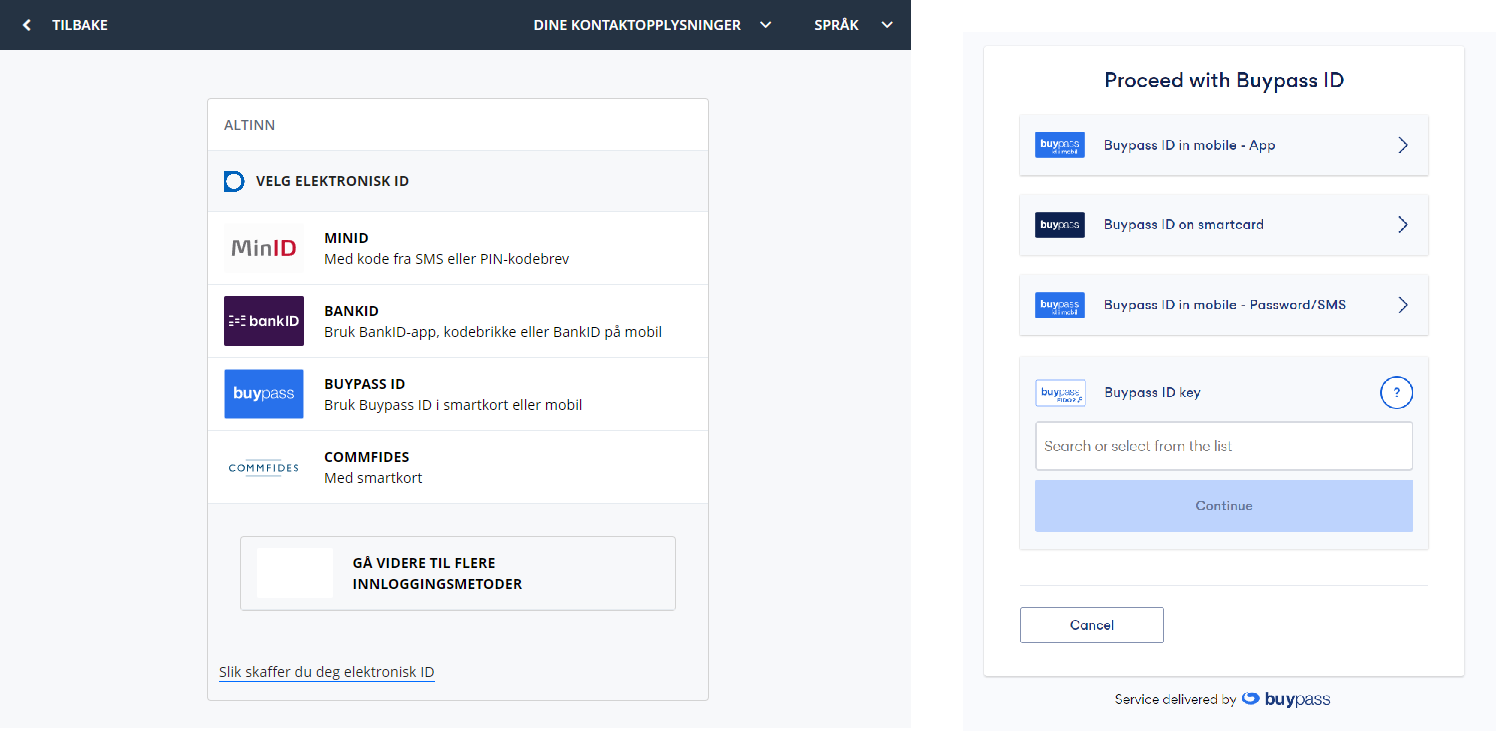 TILBAKE
DINE KONTAKTOPPLYSNINGER
SPRÅK
ALTINN
VELG ELEKTRONISK ID
MinID
MINID
Med kode fra SMS eller PIN-kodebrev
bankID
BANKID
Bruk BankID-app, kodebrikke eller BankID på mobil
buypass
BUYPASS ID
Bruk Buypass ID i smartkort eller mobil
COMMFIDES
COMMFIDES
Med smartkort
GÅ VIDERE TIL FLERE
INNLOGGINGSMETODER
Slik skaffer du deg elektronisk ID
Proceed with Buypass ID
buypass
Buypass ID in mobile - App
buypass
Buypass ID on smartcard
buypass
Buypass ID in mobile - Password/SMS
buypass
Buypass ID key
?
Search or select from the list
Continue
Cancel
Service delivered by buypass